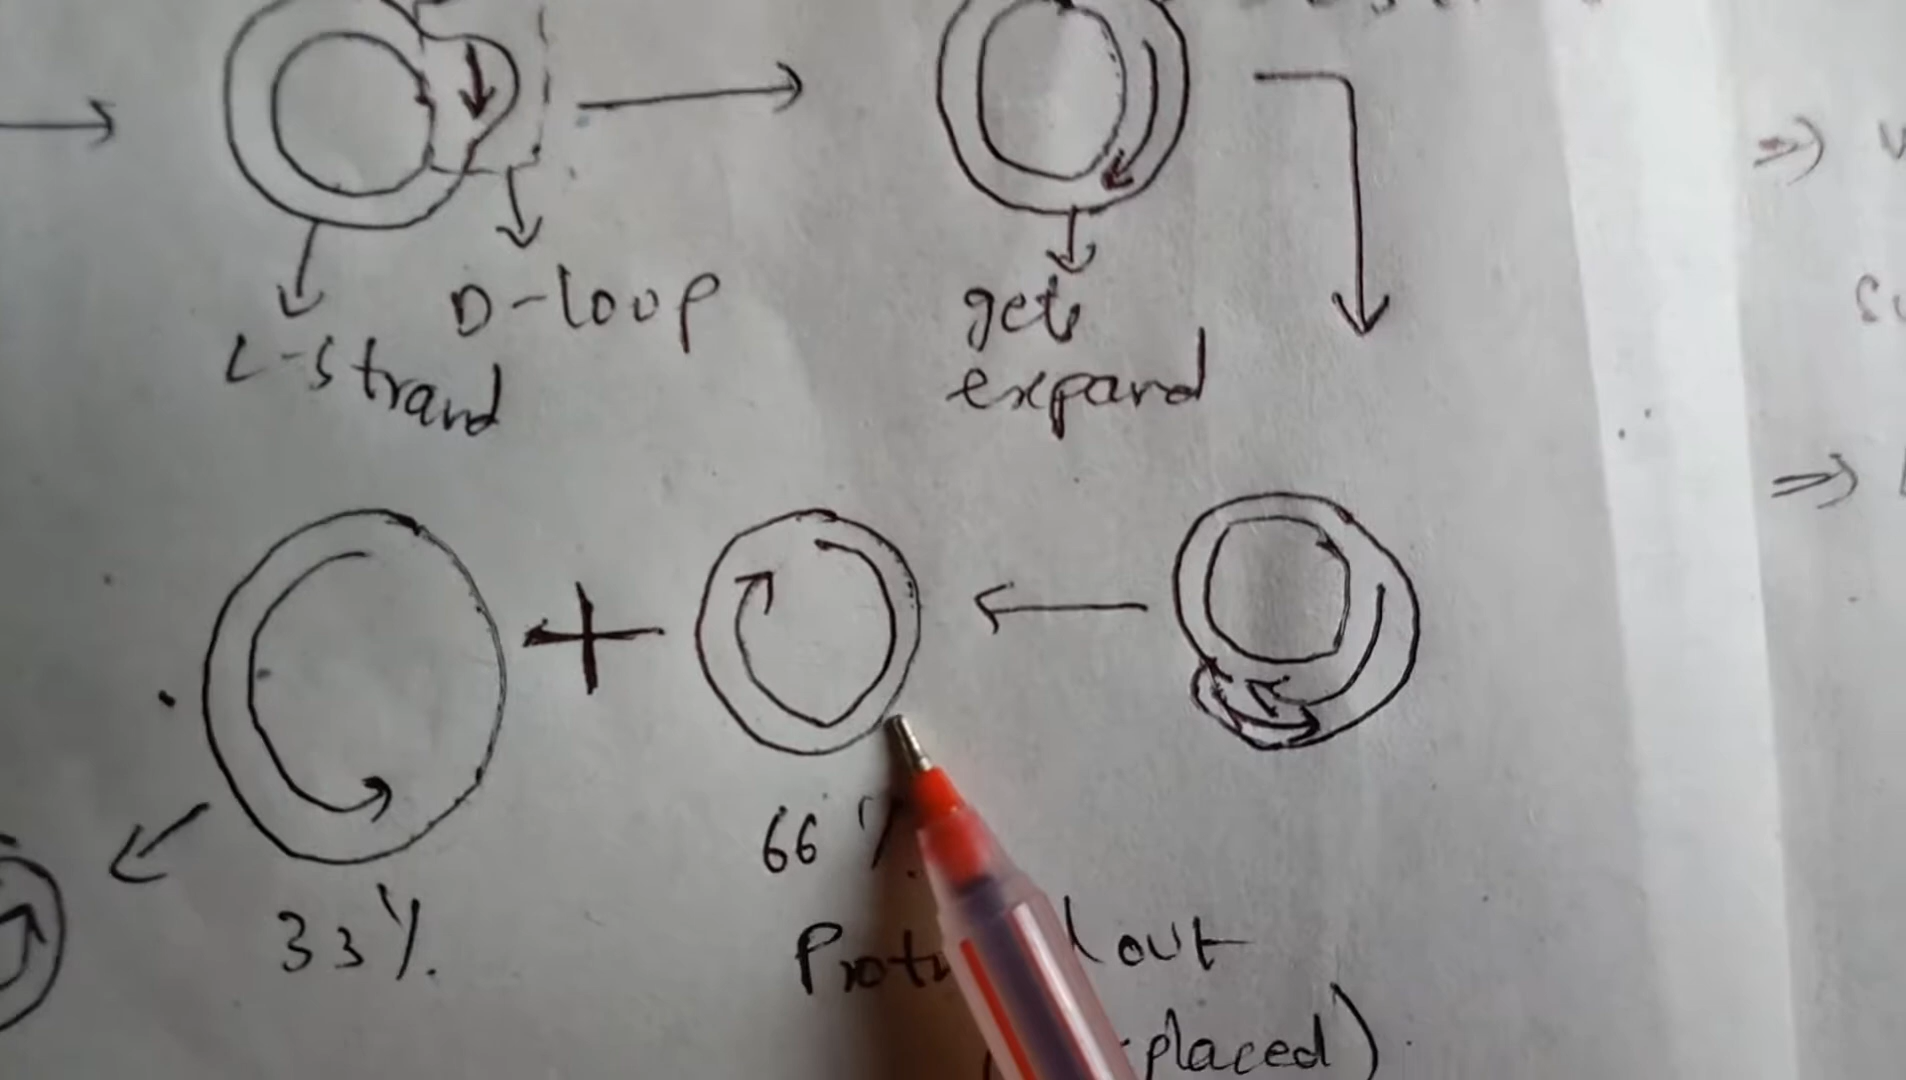 D-loop
L-strand
gets
expand
66 %
33%
out
placed)